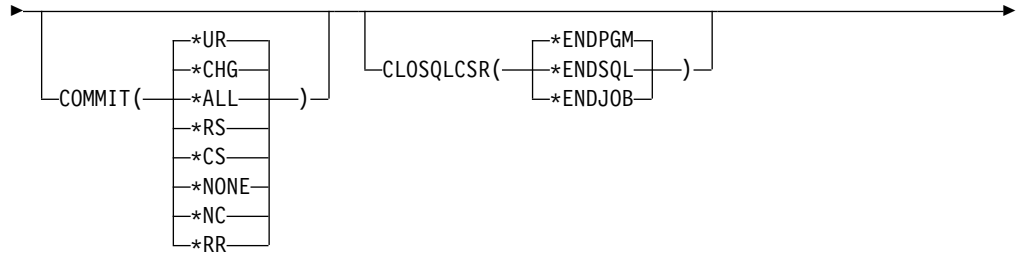 *UR *ENDPGM
*CHG CLOSQLCSR( *ENDSQL )
COMMIT( *ALL ) *ENDJOB
*RS
*CS
*NONE
*NC
*RR